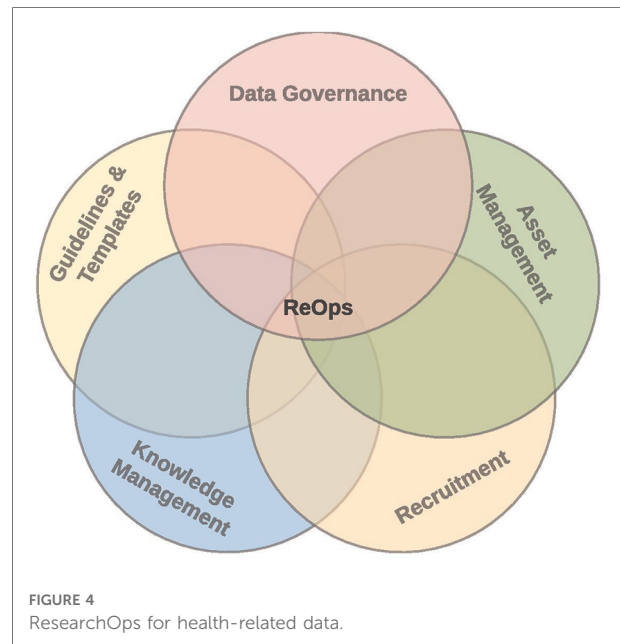 Data Governance
Guidelines &
Templates
Asset
Management
ReOps
Knowledge
Management
Recruitment
FIGURE 4
ResearchOps for health-related data.